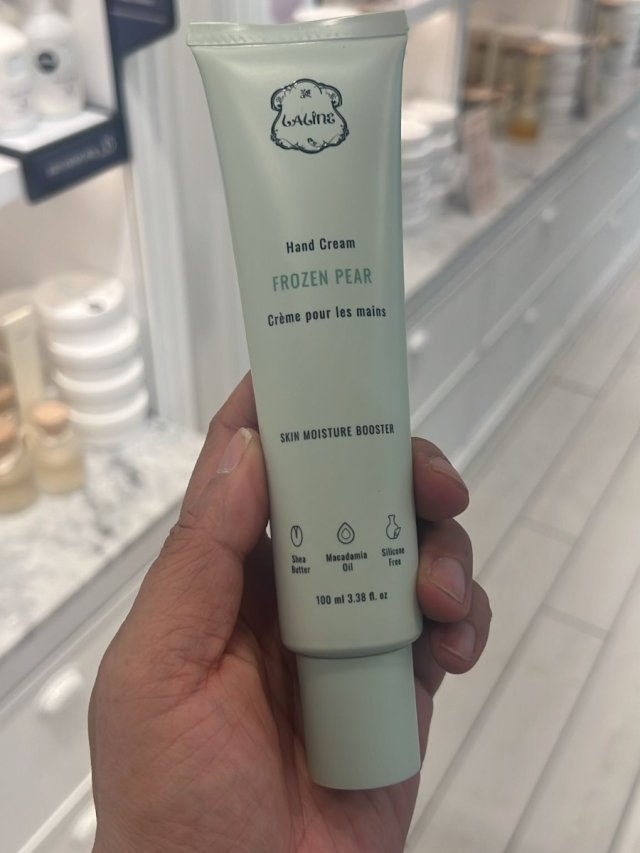 Laline
Hand Cream
FROZEN PEAR
Crème pour les mains
SKIN MOISTURE BOOSTER
Shea
Butter
Macadamia
Oil
Silicone
Free
100 ml 3.38 fl. oz